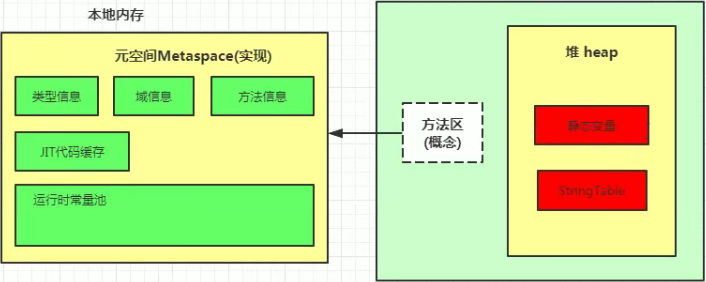 本地内存
元空间Metaspace(实现)
类型信息
域信息
方法信息
JIT代码缓存
运行时常量池
方法区
(概念)
堆 heap
静态变量
StringTable